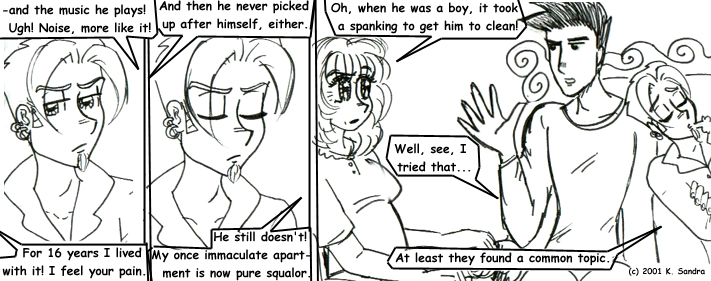 -and the music he plays!
Ugh! Noise, more like it!
For 16 years I lived
with it! I feel your pain.
And then he never picked
up after himself, either.
He still doesn't!
My once immaculate apart-
ment is now pure squalor.
Oh, when he was a boy, it took
a spanking to get him to clean!
Well, see, I
tried that...
At least they found a common topic.
(c) 2001 K. Sandra